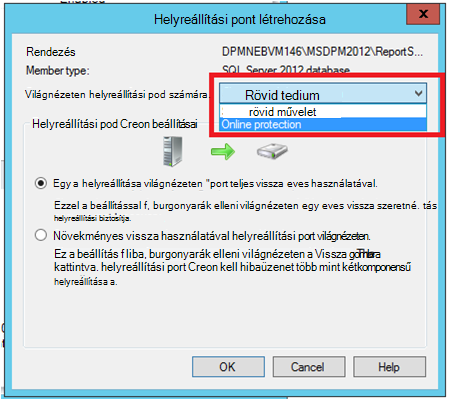 Helyreállítási pont létrehozása
Rendezés DPMNEBVM146\MSDPM2012\ReportS...
Member type: SQL Server 2012 database
Világnézeten helyreállítási pod számára Rövid tedium
rövid művelet
Online protection
Helyreállítási pod Creon beállításai
Egy a helyreállítása világnézeten "port teljes vissza eves használatával.
Ezzel a beállítással f, burgonyarák elleni világnézeten egy eves vissza szeretné. tás
helyreállítási biztosítja.
Növekményes vissza használatával helyreállítási port világnézeten.
Ez a beállítás f liba, burgonyarák elleni világnézeten a Vissza
kattintva. helyreállítási port Creon kell hibaüzenet több mint kétkomponensű
helyreállítása a.
OK Cancel Help